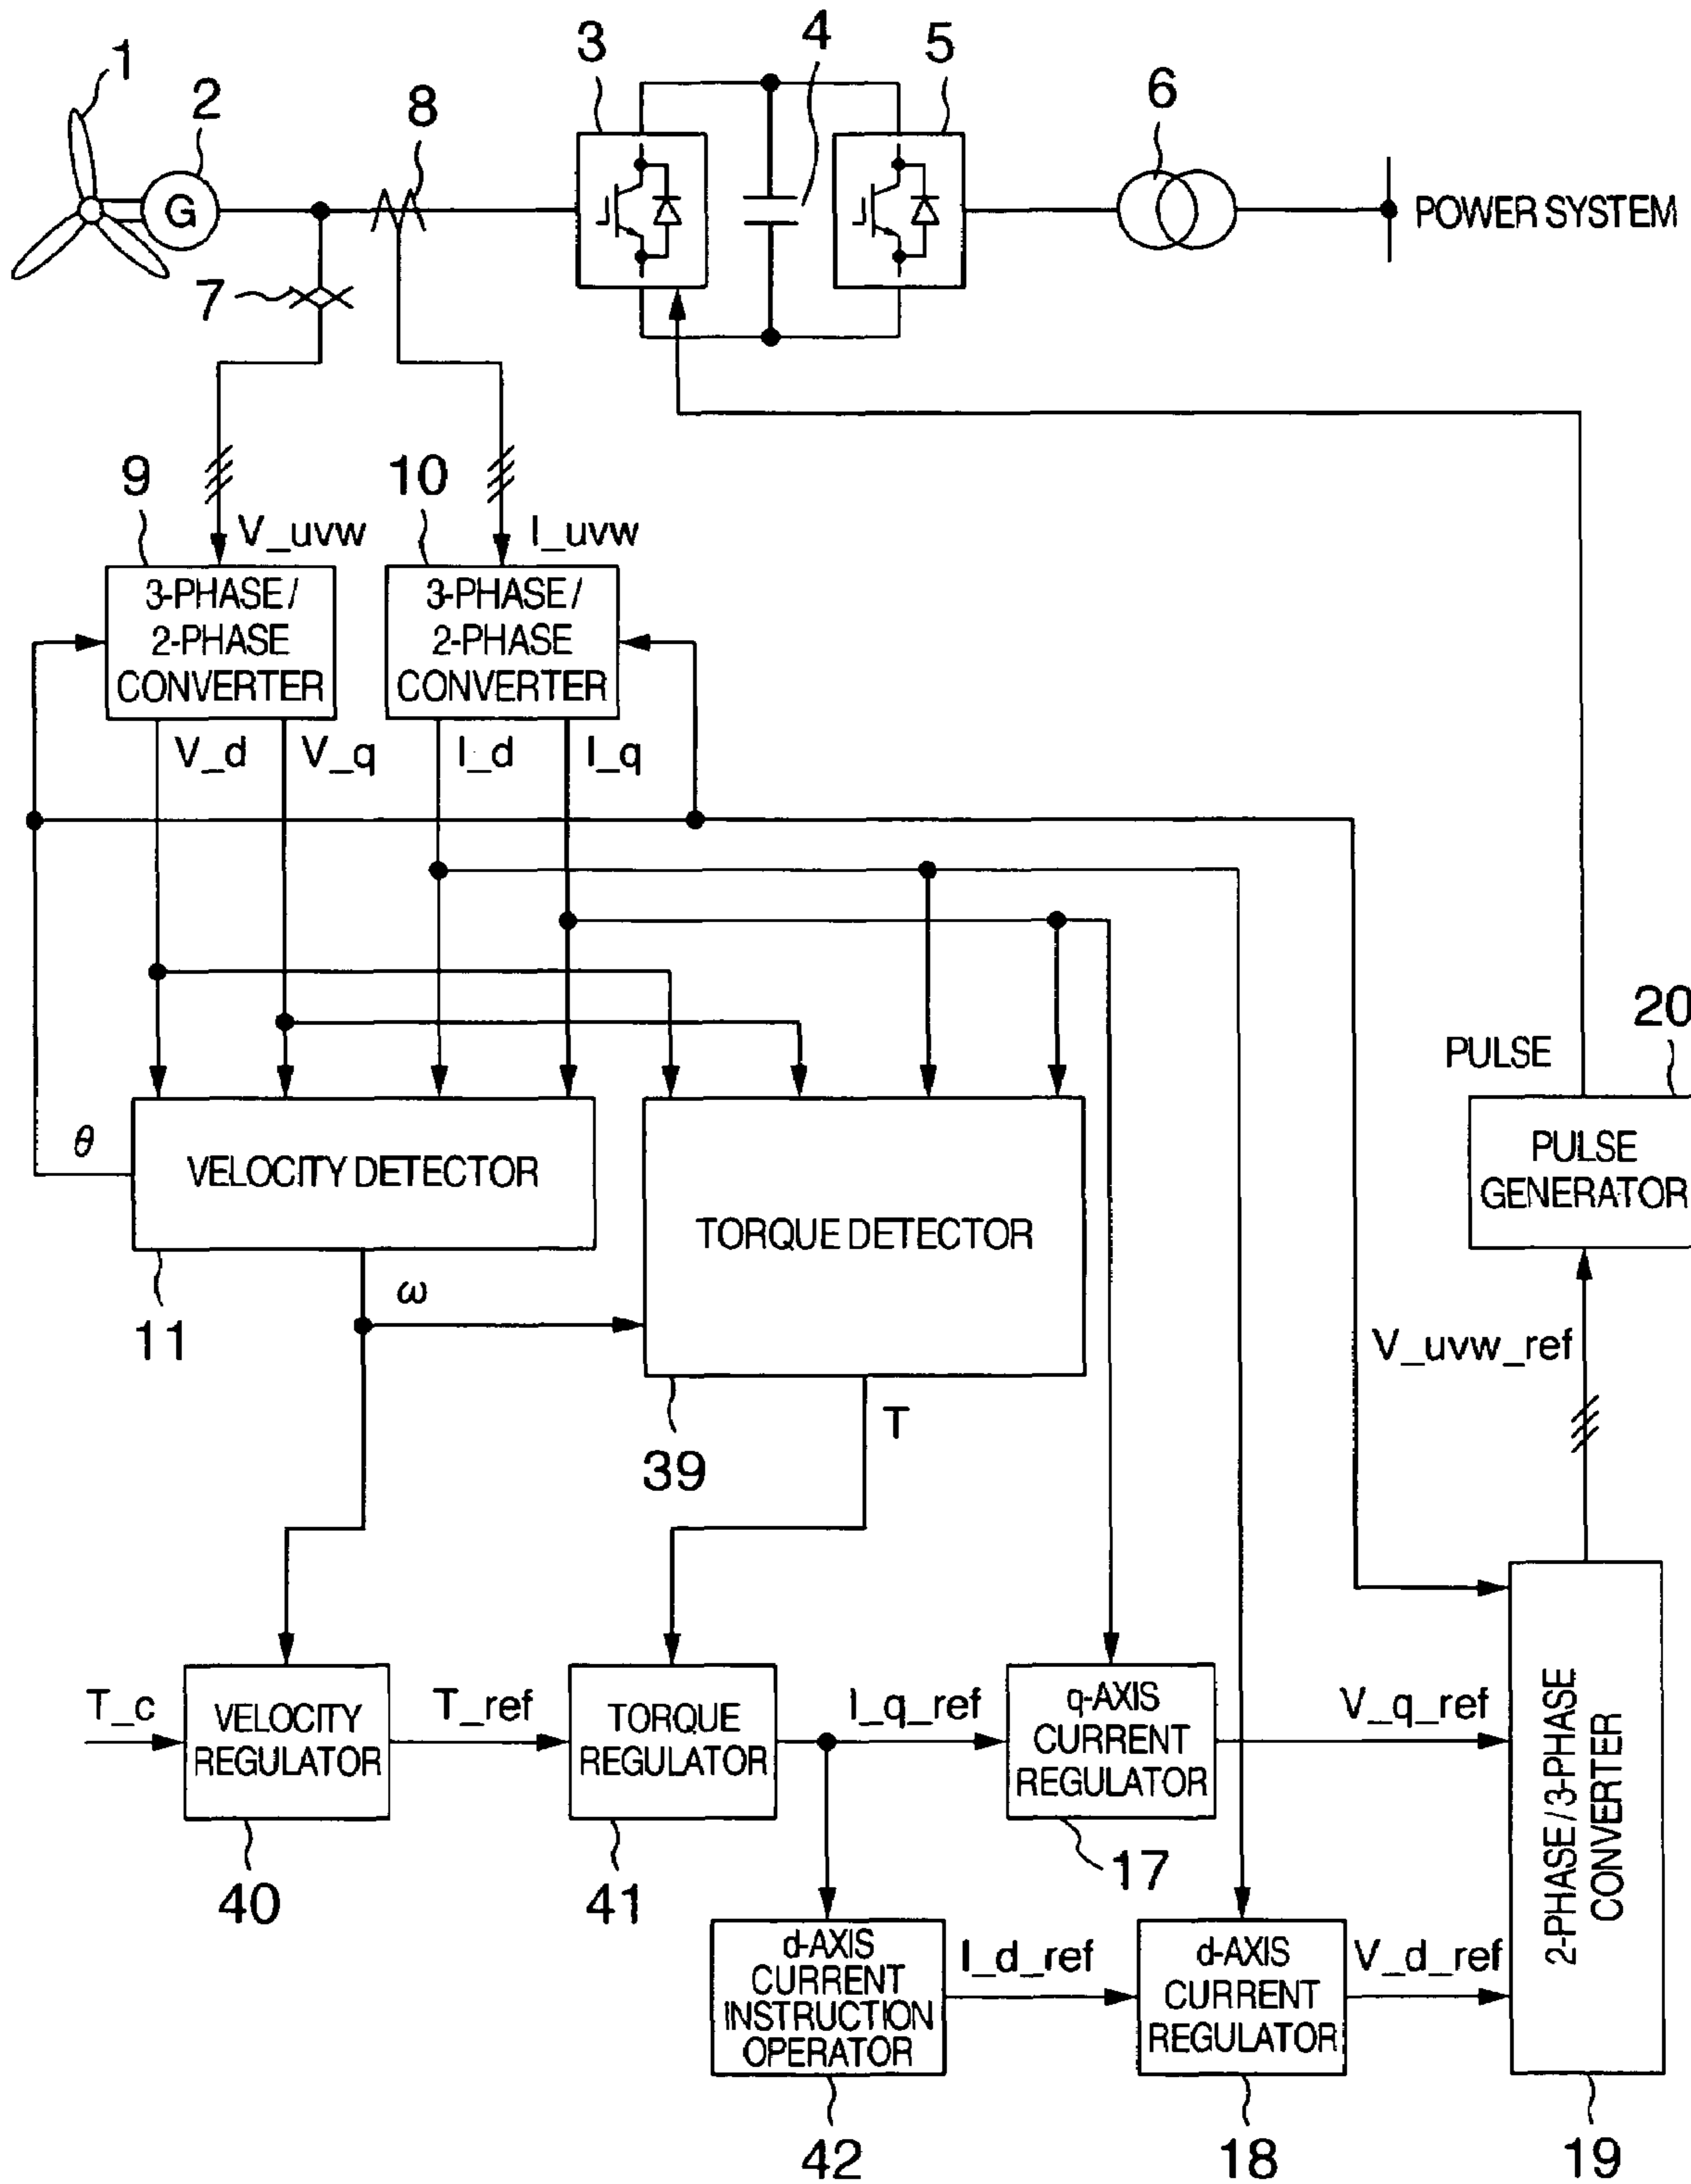 1
2
3
4
5
6
7
8
G
POWER SYSTEM
9
10
V_uvw
I_uvw
3-PHASE/
2-PHASE
CONVERTER
3-PHASE/
2-PHASE
CONVERTER
V_d
V_q
I_d
I_q
20
PULSE
PULSE
GENERATOR
θ
VELOCITY DETECTOR
TORQUE DETECTOR
11
ω
39
T
V_uvw_ref
T_c
VELOCITY
REGULATOR
T_ref
TORQUE
REGULATOR
I_q_ref
q-AXIS
CURRENT
REGULATOR
V_q_ref
2-PHASE/3-PHASE
CONVERTER
40
41
17
d-AXIS
CURRENT
INSTRUCTION
OPERATOR
I_d_ref
d-AXIS
CURRENT
REGULATOR
V_d_ref
42
18
19